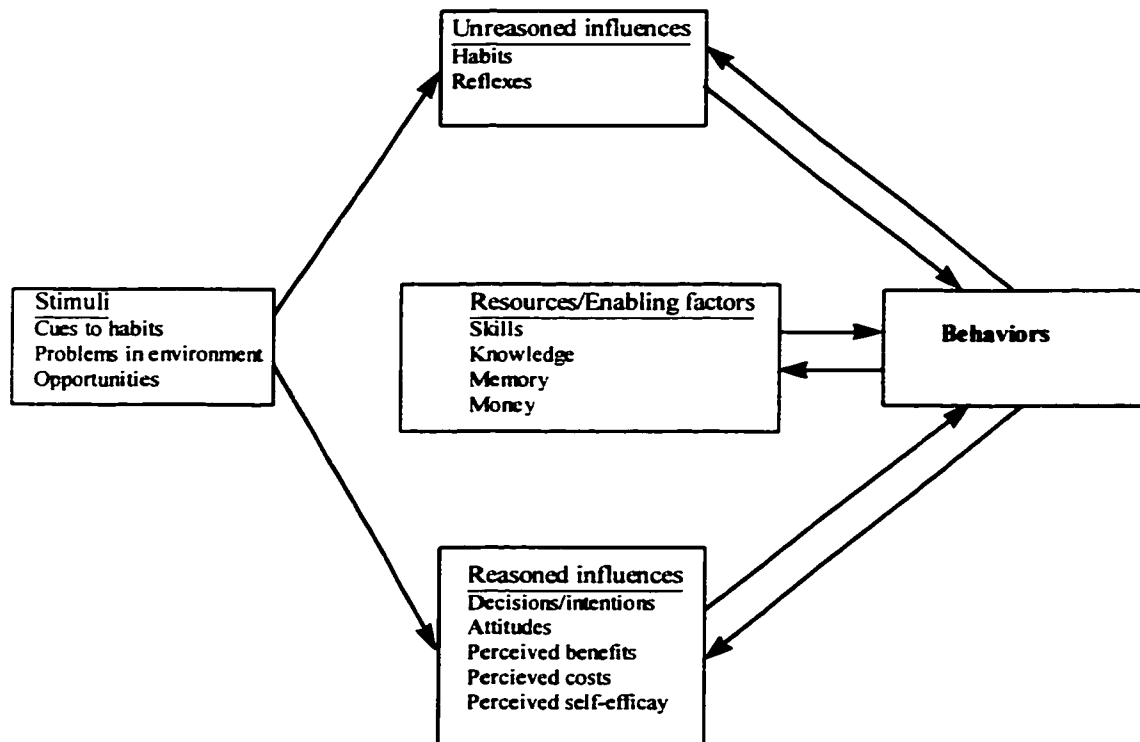 Unreasoned influences
Habits
Reflexes
Stimuli
Cues to habits
Problems in environment
Opportunities
Resources/Enabling factors
Skills
Knowledge
Memory
Money
Behaviors
Reasoned influences
Decisions/intentions
Attitudes
Perceived benefits
Percieved costs
Perceived self-efficay